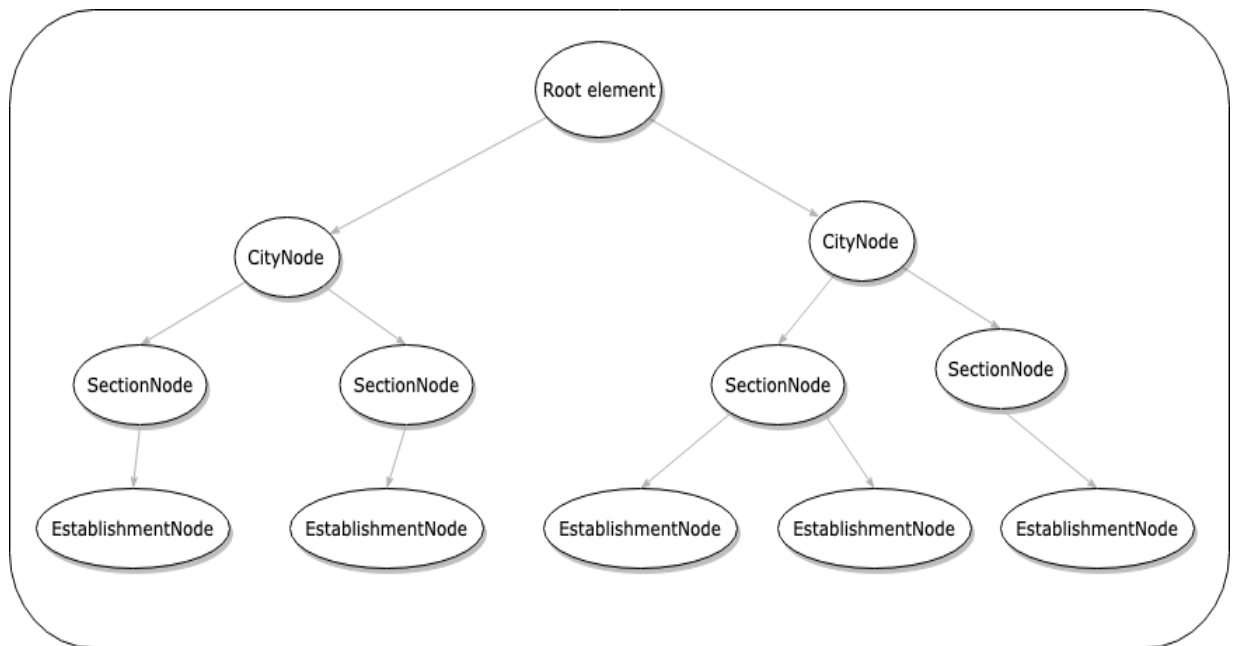 Root element
CityNode
CityNode
SectionNode
SectionNode
SectionNode
SectionNode
EstablishmentNode
EstablishmentNode
EstablishmentNode
EstablishmentNode
EstablishmentNode